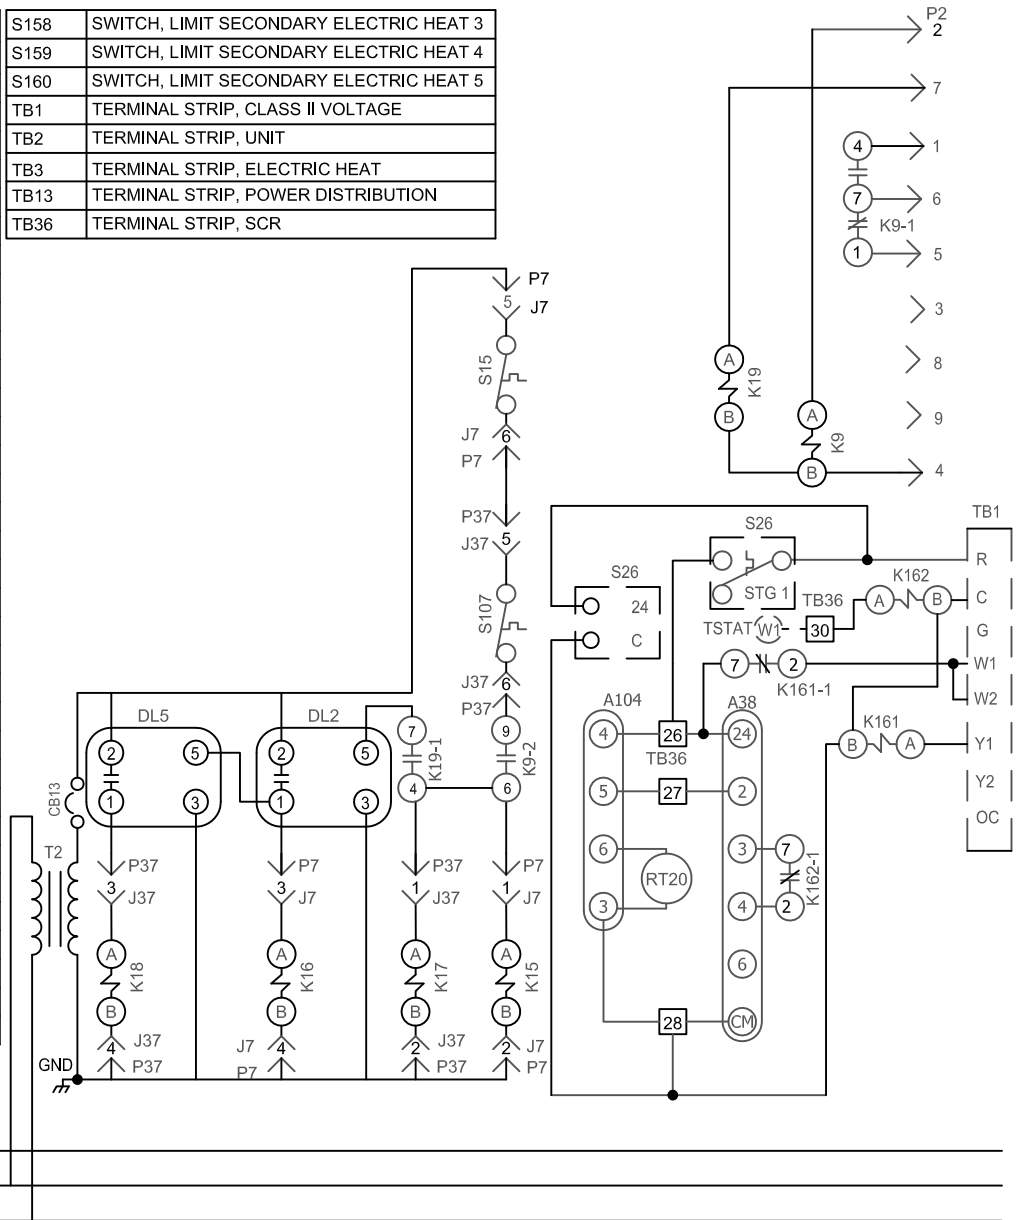 S158 SWITCH, LIMIT SECONDARY ELECTRIC HEAT 3
S159 SWITCH, LIMIT SECONDARY ELECTRIC HEAT 4
S160 SWITCH, LIMIT SECONDARY ELECTRIC HEAT 5
TB1 TERMINAL STRIP, CLASS II VOLTAGE
TB2 TERMINAL STRIP, UNIT
TB3 TERMINAL STRIP, ELECTRIC HEAT
TB13 TERMINAL STRIP, POWER DISTRIBUTION
TB36 TERMINAL STRIP, SCR
P2
2
7
4 1
7 6
K9-1
1 5
3
8
9
4
A
B
K19
A
B
K9
P7
5
J7
S15
J7 6
P7
P37
J37 5
S107
J37 6
P37
DL5
2 5
1 3
DL2
2 5
1 3
7
K19-1
4
9
K9-2
6
CB13
T2
P37
3
J37
P7
3
J7
P37
1
J37
P7
1
J7
A
K18
B
A
K16
B
A
K17
B
A
K15
B
J37
4
P37
J7
4
P7
J37
2
P37
J7
2
P7
GND
TB1
R
C
G
W1
W2
Y1
Y2
OC
S26
STG 1
S26
24
C
TSTAT W1
TB36
30
A K162 B
7 2
K161-1
K161
B A
A104
4
5
6
3
26
TB36
27
28
RT20
A38
24
2
3
4
6
CM
7
2
K162-1